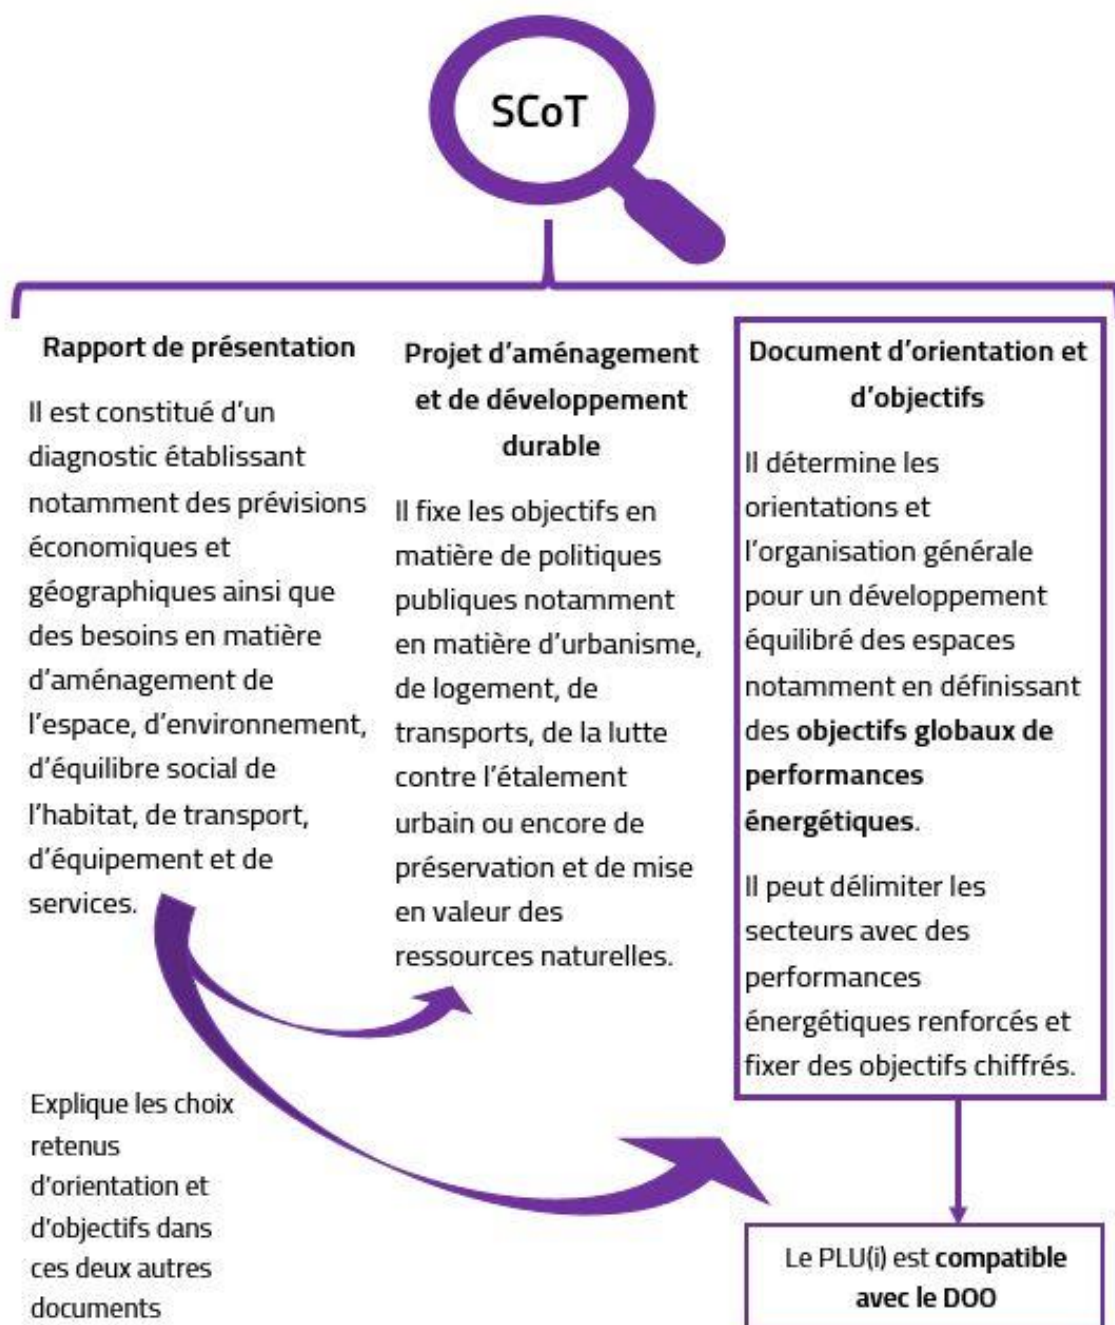 SCoT
Rapport de présentation
Il est constitué d’un
diagnostic établissant
notamment des prévisions
économiques et
géographiques ainsi que
des besoins en matière
d’aménagement de
l’espace, d’environnement,
d’équilibre social de
l’habitat, de transport,
d’équipement et de
services.
Explique les choix
retenus
d’orientation et
d’objectifs dans
ces deux autres
documents
Projet d’aménagement
et de développement
durable
Il fixe les objectifs en
matière de politiques
publiques notamment
en matière d’urbanisme,
de logement, de
transports, de la lutte
contre l’étalement
urbain ou encore de
préservation et de mise
en valeur des
ressources naturelles.
Document d’orientation et
d’objectifs
Il détermine les
orientations et
l’organisation générale
pour un développement
équilibré des espaces
notamment en définissant
des objectifs globaux de
performances
énergétiques.
Il peut délimiter les
secteurs avec des
performances
énergétiques renforcés et
fixer des objectifs chiffrés.
Le PLU(i) est compatible
avec le DOO